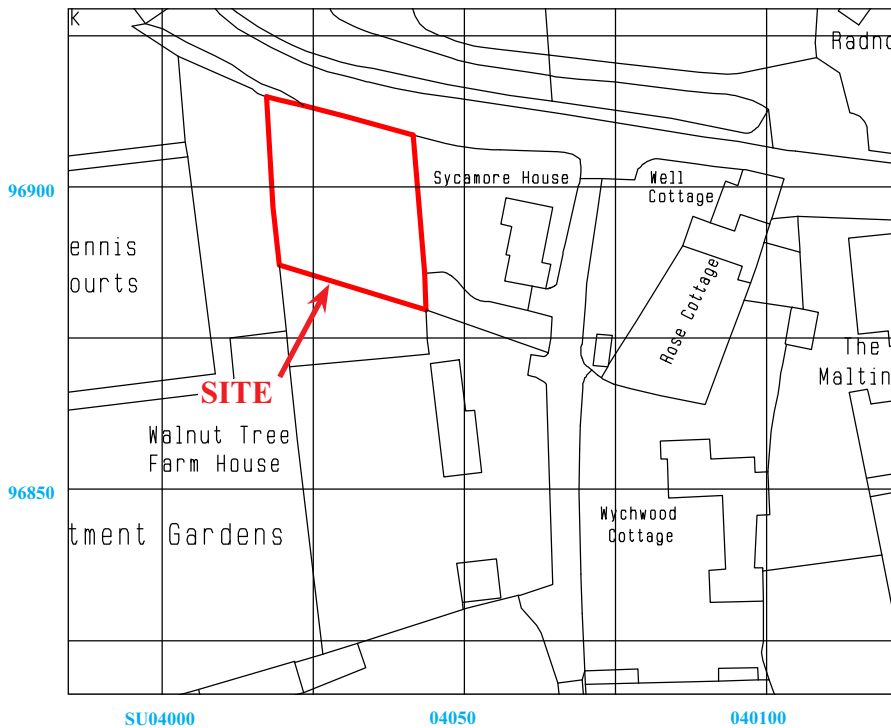 k
Radno
96900
Sycamore House
Well
Cottage
ennis
ourts
Rose Cottage
The
Maltin
SITE
Walnut Tree
Farm House
96850
tment Gardens
Wychwood
Cottage
SU04000
04050
040100